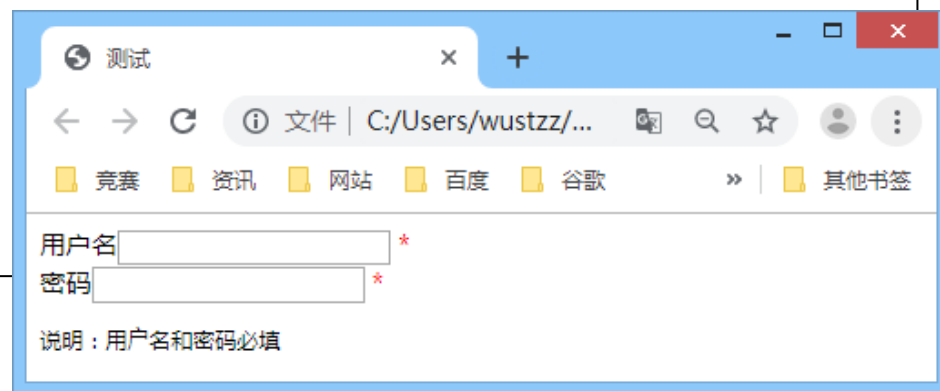 测试
文件 | C:/Users/wustzz/...
竞赛 资讯 网站 百度 谷歌 » 其他书签
用户名 *
密码 *
说明：用户名和密码必填